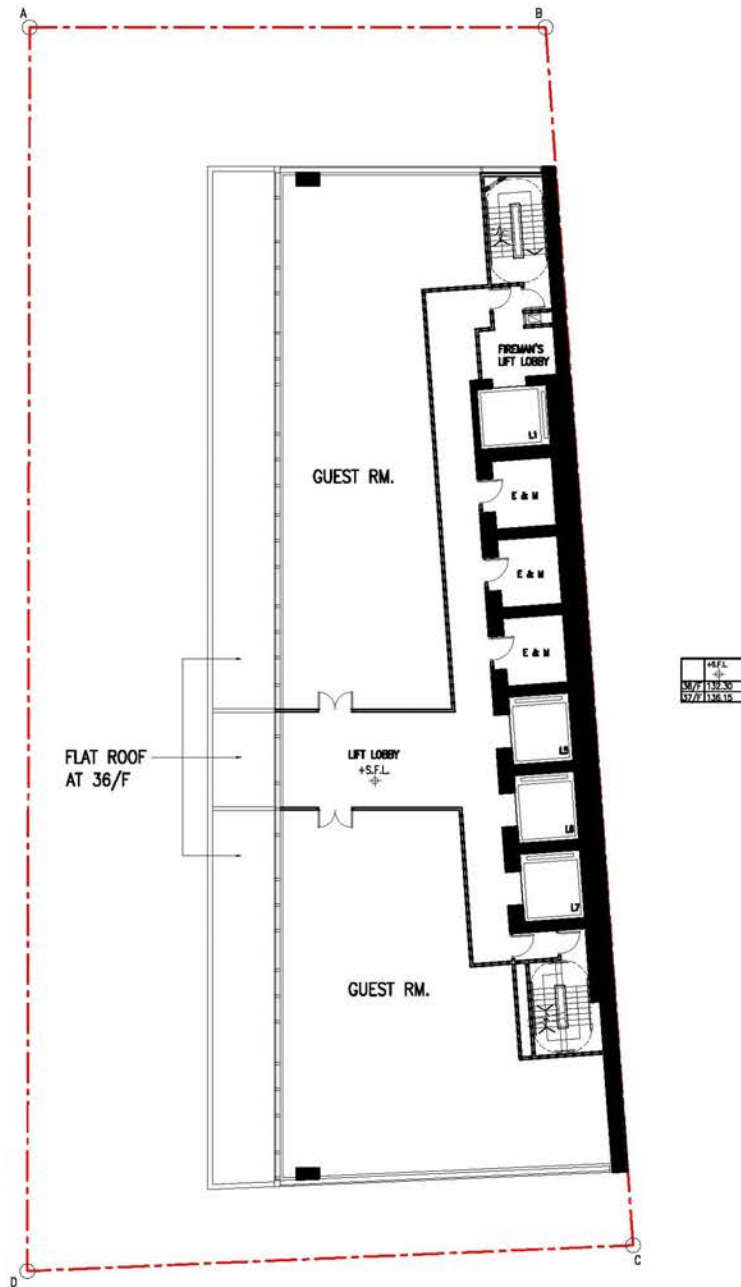 A
B
FIREMAN'S
LIFT LOBBY
L1
GUEST RM.
E & M
E & M
E & M
+S.F.L.
36/F 132.30
37/F 136.15
L5
FLAT ROOF
AT 36/F
LIFT LOBBY
+S.F.L.
L6
L7
GUEST RM.
C
D